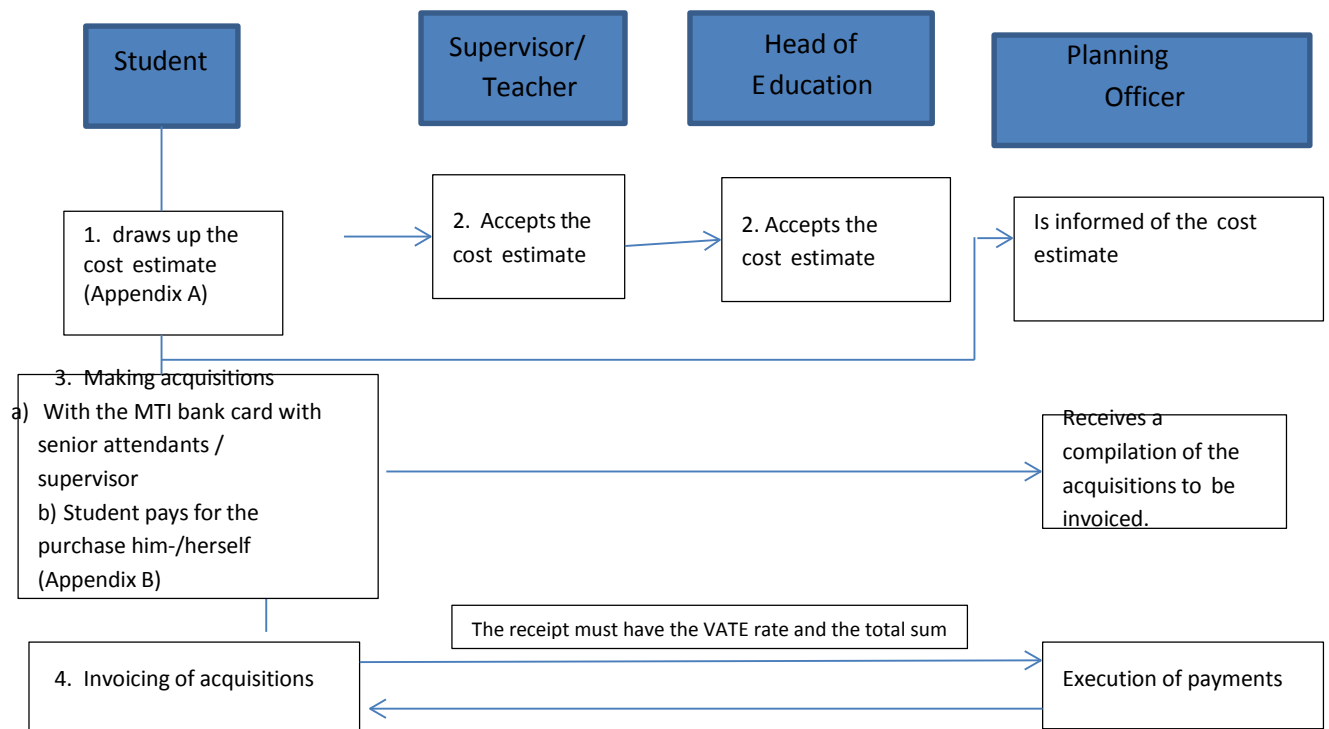 Student
Supervisor/
Teacher
Head of
Education
Planning
Officer
1. draws up the
cost estimate
(Appendix A)
2. Accepts the
cost estimate
2. Accepts the
cost estimate
Is informed of the cost
estimate
3. Making acquisitions
a) With the MTI bank card with
senior attendants /
supervisor
b) Student pays for the
purchase him-/herself
(Appendix B)
Receives a
compilation of the
acquisitions to be
invoiced.
The receipt must have the VATE rate and the total sum
4. Invoicing of acquisitions
Execution of payments